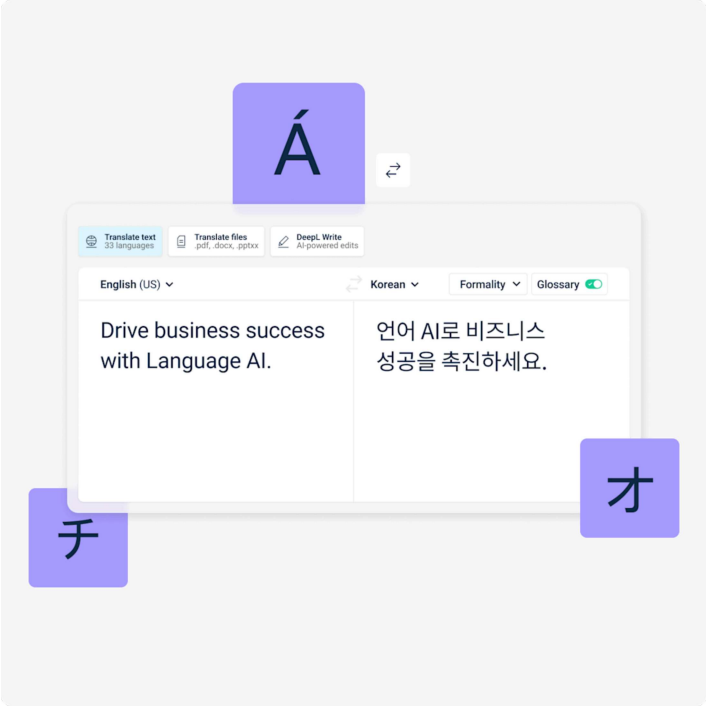 Á
Translate text
33 languages
Translate files
.pdf, .docx, .pptxx
DeepL Write
AI-powered edits
English (US)
Korean
Formality
Glossary
Drive business success
with Language AI.
언어 AI로 비즈니스
성공을 촉진하세요.
オ
チ